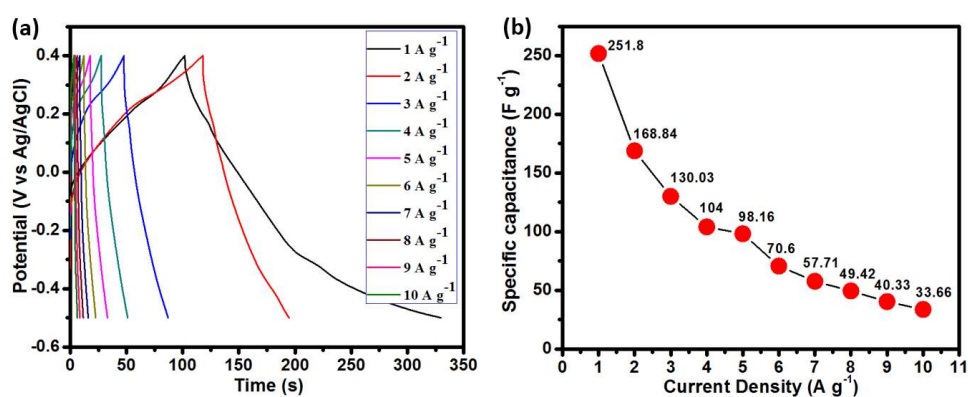 (a)
Potential (V vs Ag/AgCl)
0.4
0.2
0.0
-0.2
-0.4
-0.6
0 50 100 150 200 250 300 350
Time (s)
1 A g⁻¹
2 A g⁻¹
3 A g⁻¹
4 A g⁻¹
5 A g⁻¹
6 A g⁻¹
7 A g⁻¹
8 A g⁻¹
9 A g⁻¹
10 A g⁻¹
(b)
Specific capacitance (F g⁻¹)
250
200
150
100
50
0
251.8
168.84
130.03
104
98.16
70.6
57.71
49.42
40.33
33.66
0 1 2 3 4 5 6 7 8 9 10 11
Current Density (A g⁻¹)